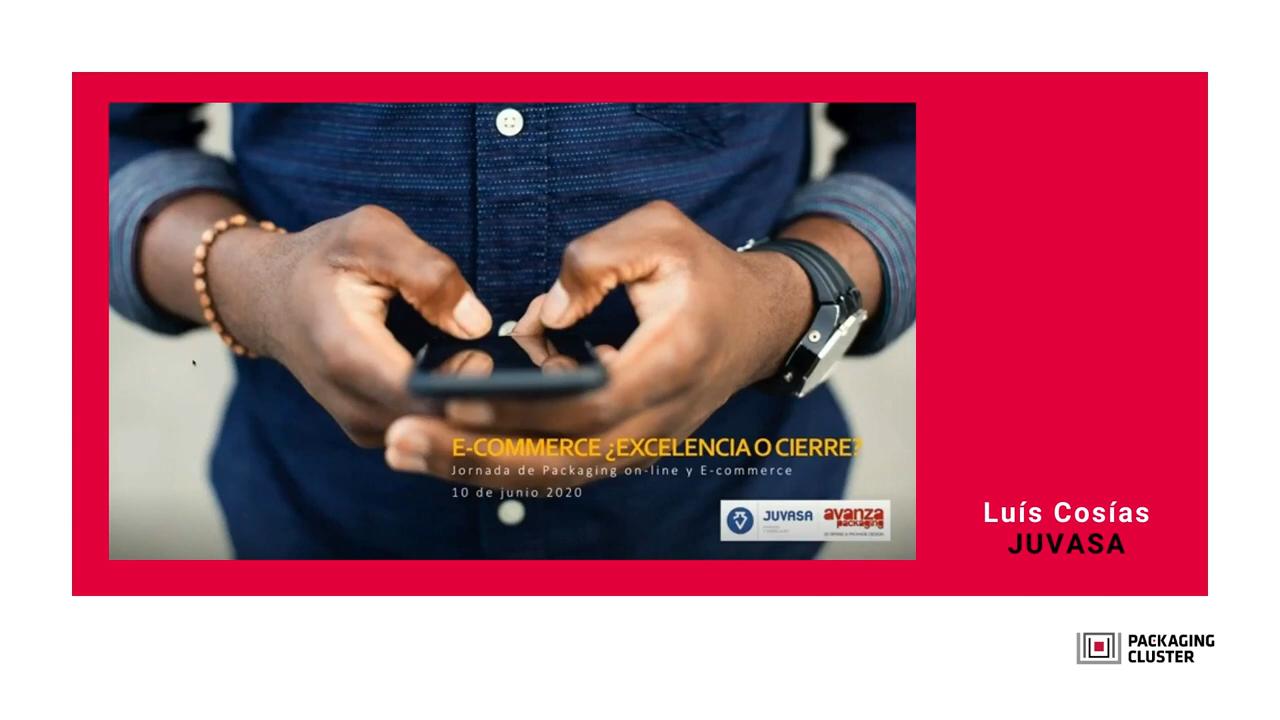 E-COMMERCE ¿EXCELENCIA O CIERRE?
Jornada de Packaging on-line y E-commerce
10 de junio 2020
JUVASA
avanza
packaging
Luís Cosías
JUVASA
PACKAGING
CLUSTER